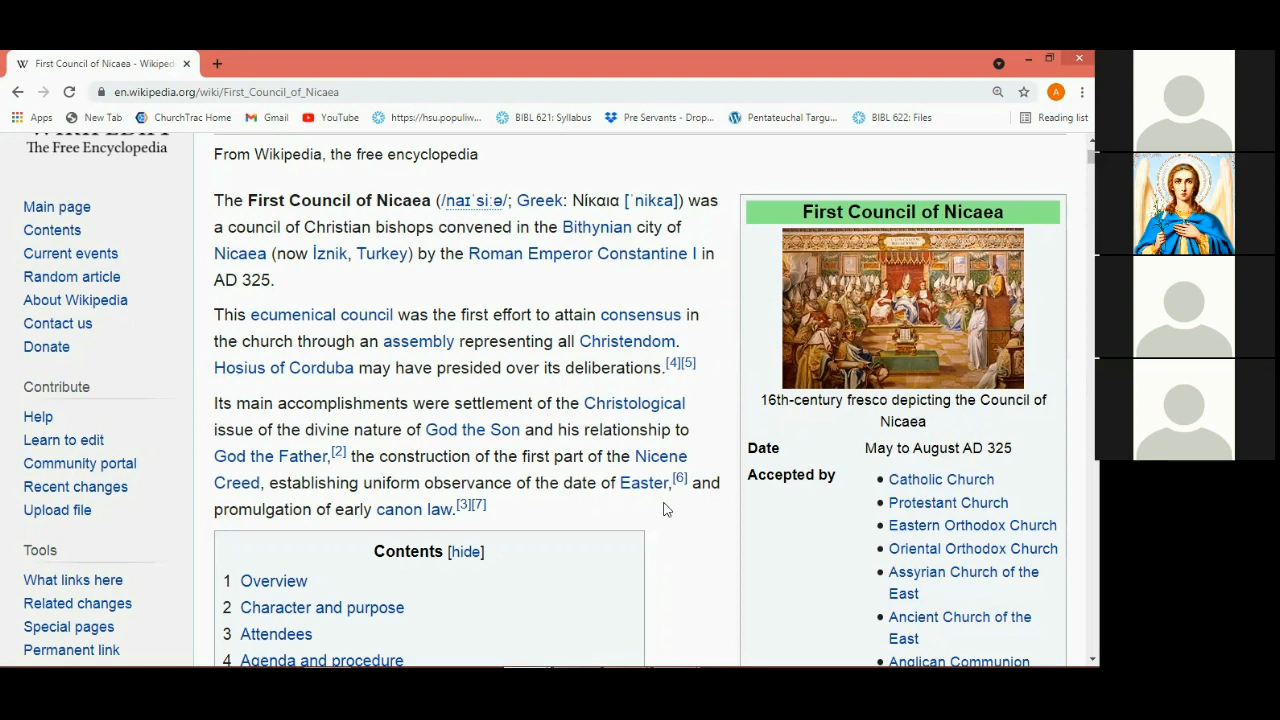 First Council of Nicaea - Wikiped
en.wikipedia.org/wiki/First_Council_of_Nicaea
A
Apps New Tab ChurchTrac Home Gmail YouTube https://hsu.populiw... BIBL 621: Syllabus Pre Servants - Drop... Pentateuchal Targu... BIBL 622: Files Reading list
The Free Encyclopedia
Main page
Contents
Current events
Random article
About Wikipedia
Contact us
Donate
Contribute
Help
Learn to edit
Community portal
Recent changes
Upload file
Tools
What links here
Related changes
Special pages
Permanent link
From Wikipedia, the free encyclopedia
The First Council of Nicaea (/naɪˈsiːə/; Greek: Νίκαια [ˈnikɛa]) was
a council of Christian bishops convened in the Bithynian city of
Nicaea (now İznik, Turkey) by the Roman Emperor Constantine I in
AD 325.
This ecumenical council was the first effort to attain consensus in
the church through an assembly representing all Christendom.
Hosius of Corduba may have presided over its deliberations.[4][5]
Its main accomplishments were settlement of the Christological
issue of the divine nature of God the Son and his relationship to
God the Father,[2] the construction of the first part of the Nicene
Creed, establishing uniform observance of the date of Easter,[6] and
promulgation of early canon law.[3][7]
Contents [hide]
1 Overview
2 Character and purpose
3 Attendees
4 Agenda and procedure
First Council of Nicaea
16th-century fresco depicting the Council of
Nicaea
Date May to August AD 325
Accepted by
• Catholic Church
• Protestant Church
• Eastern Orthodox Church
• Oriental Orthodox Church
• Assyrian Church of the
East
• Ancient Church of the
East
• Anglican Communion